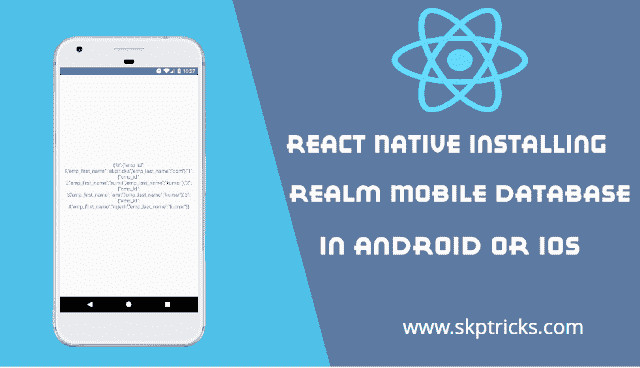 REACT NATIVE INSTALLING
REALM MOBILE DATABASE
IN ANDROID OR IOS
www.skptricks.com